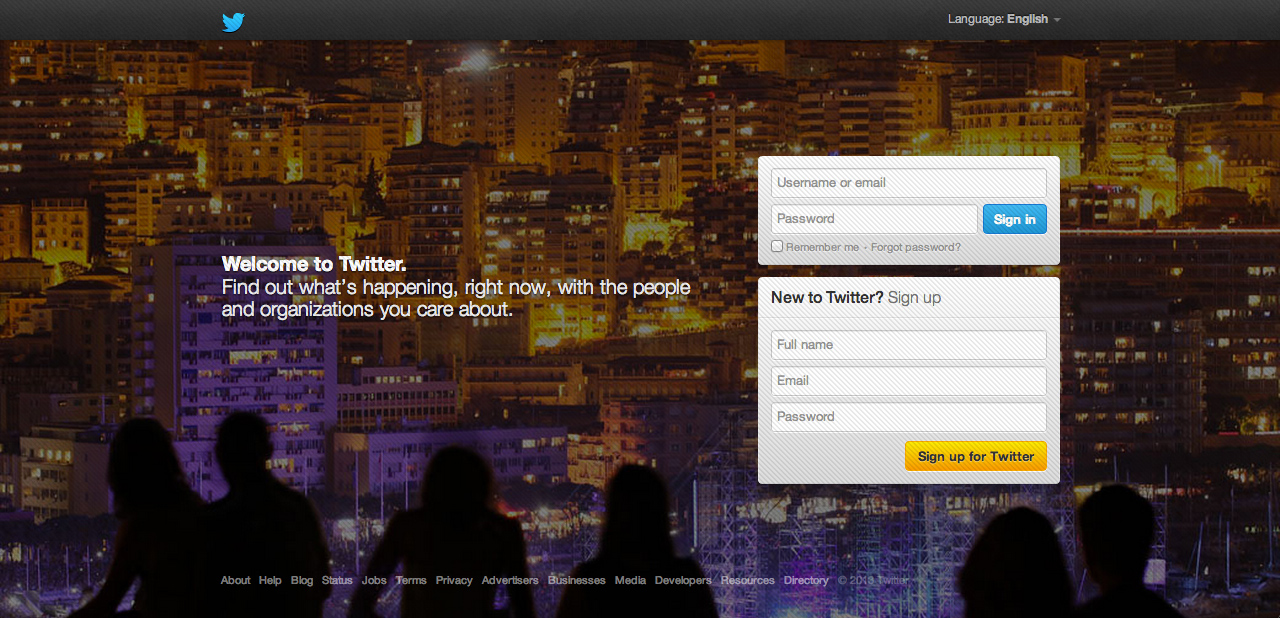 Language: English
Username or email
Password
Sign in
Remember me · Forgot password?
Welcome to Twitter.
Find out what's happening, right now, with the people
and organizations you care about.
New to Twitter? Sign up
Full name
Email
Password
Sign up for Twitter
About Help Blog Status Jobs Terms Privacy Advertisers Businesses Media Developers Resources Directory © 2013 Twitter